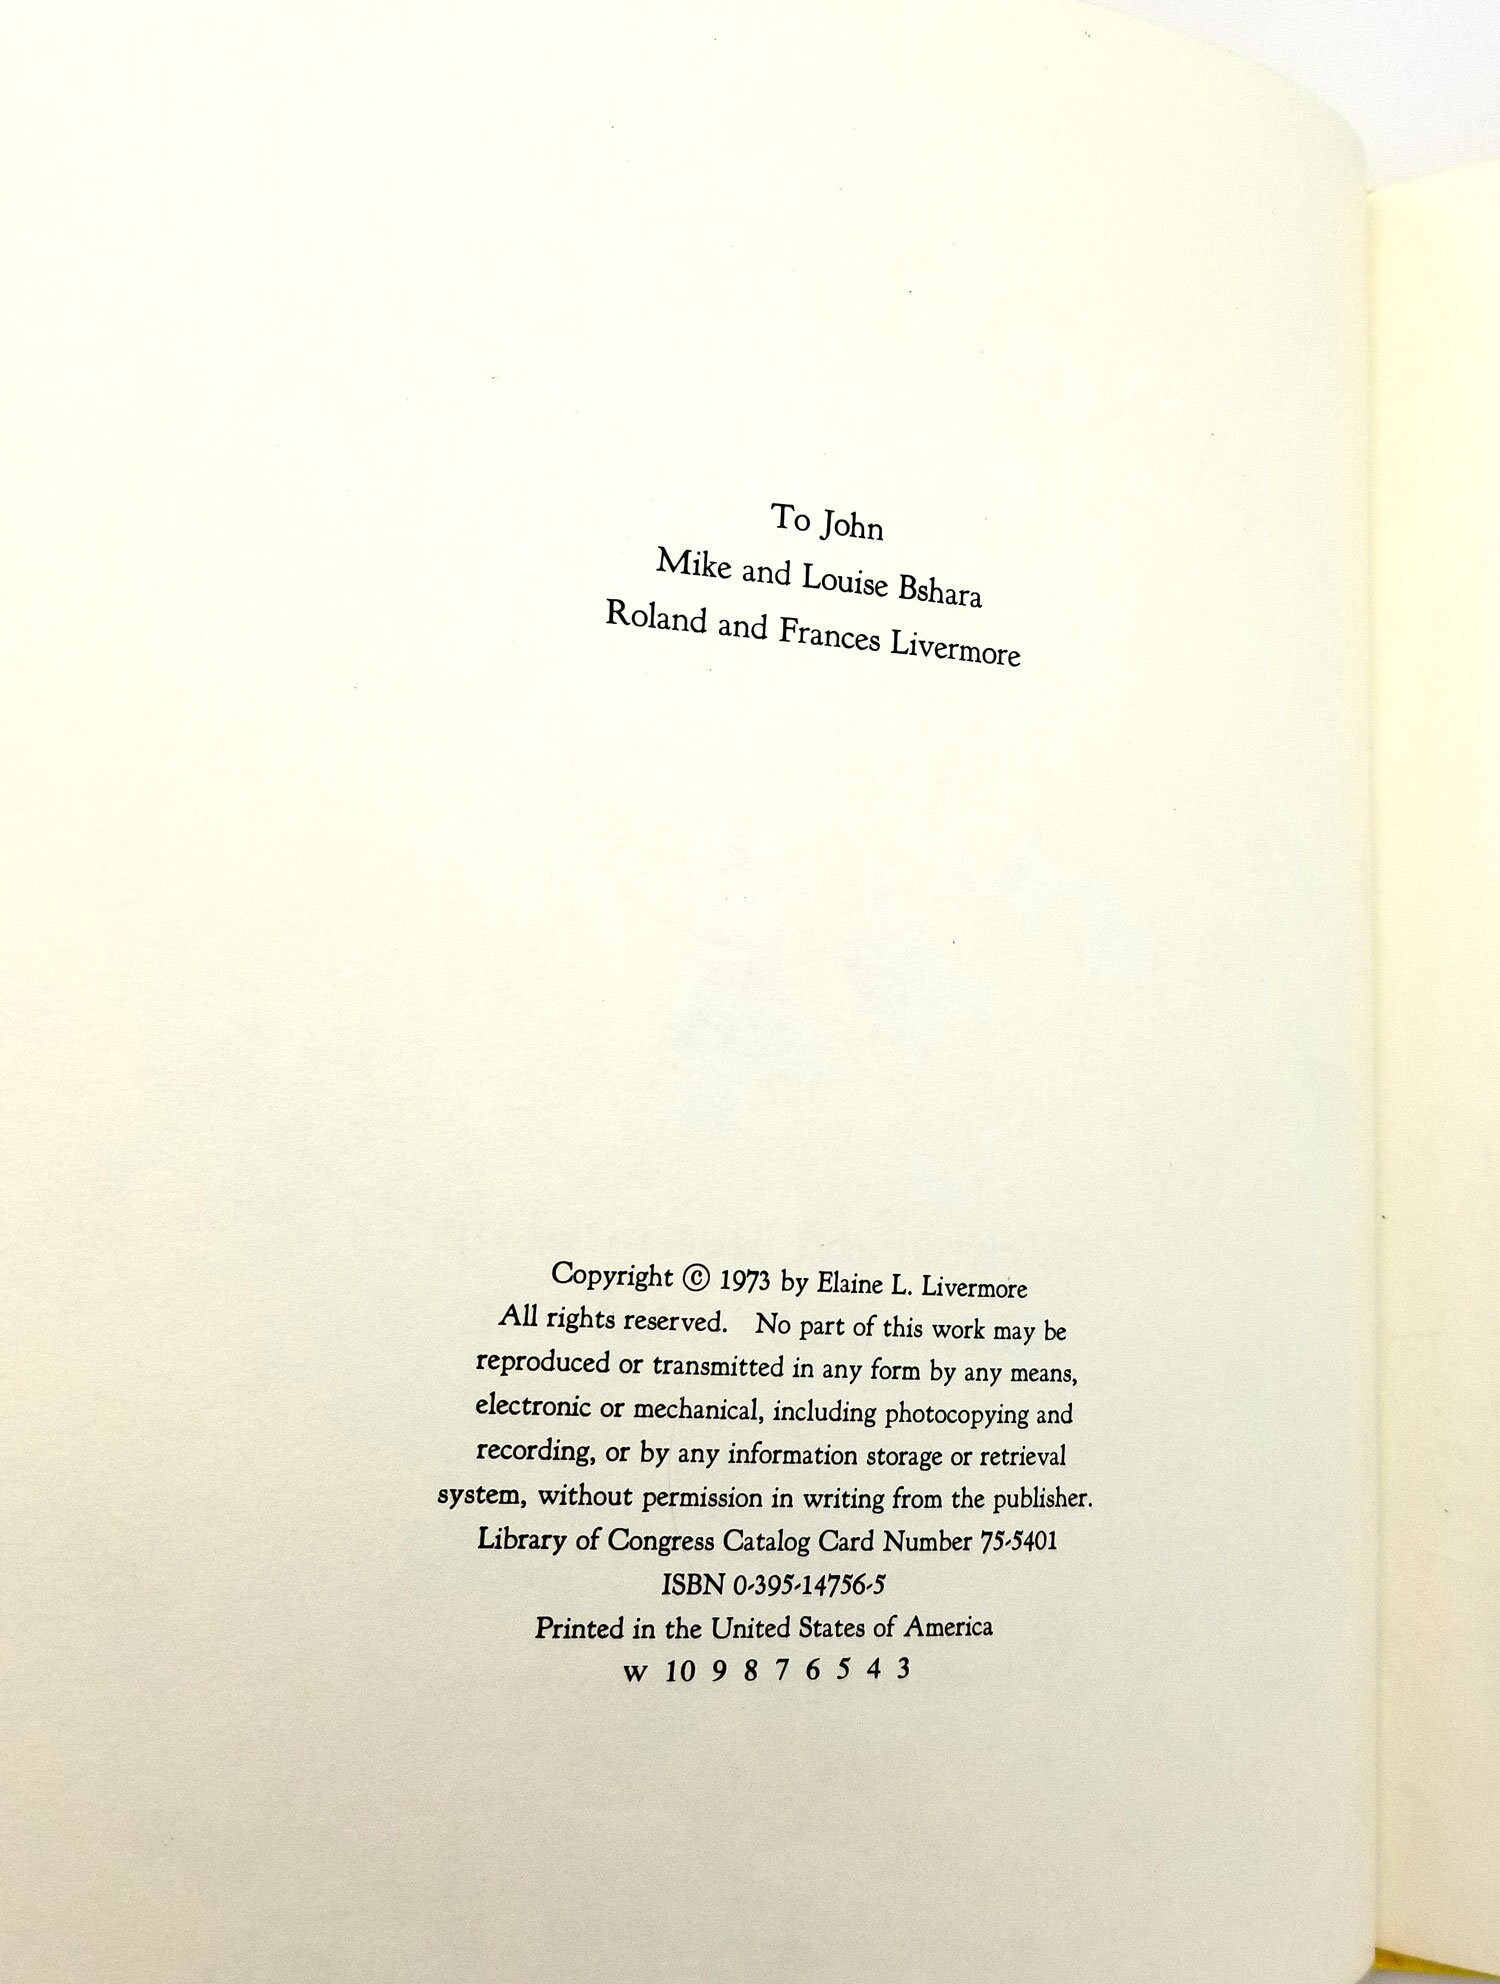 To John
Mike and Louise Bshara
Roland and Frances Livermore
Copyright © 1973 by Elaine L. Livermore
All rights reserved. No part of this work may be
reproduced or transmitted in any form by any means,
electronic or mechanical, including photocopying and
recording, or by any information storage or retrieval
system, without permission in writing from the publisher.
Library of Congress Catalog Card Number 75-5401
ISBN 0-395-14756-5
Printed in the United States of America
W 10 9 8 7 6 5 4 3